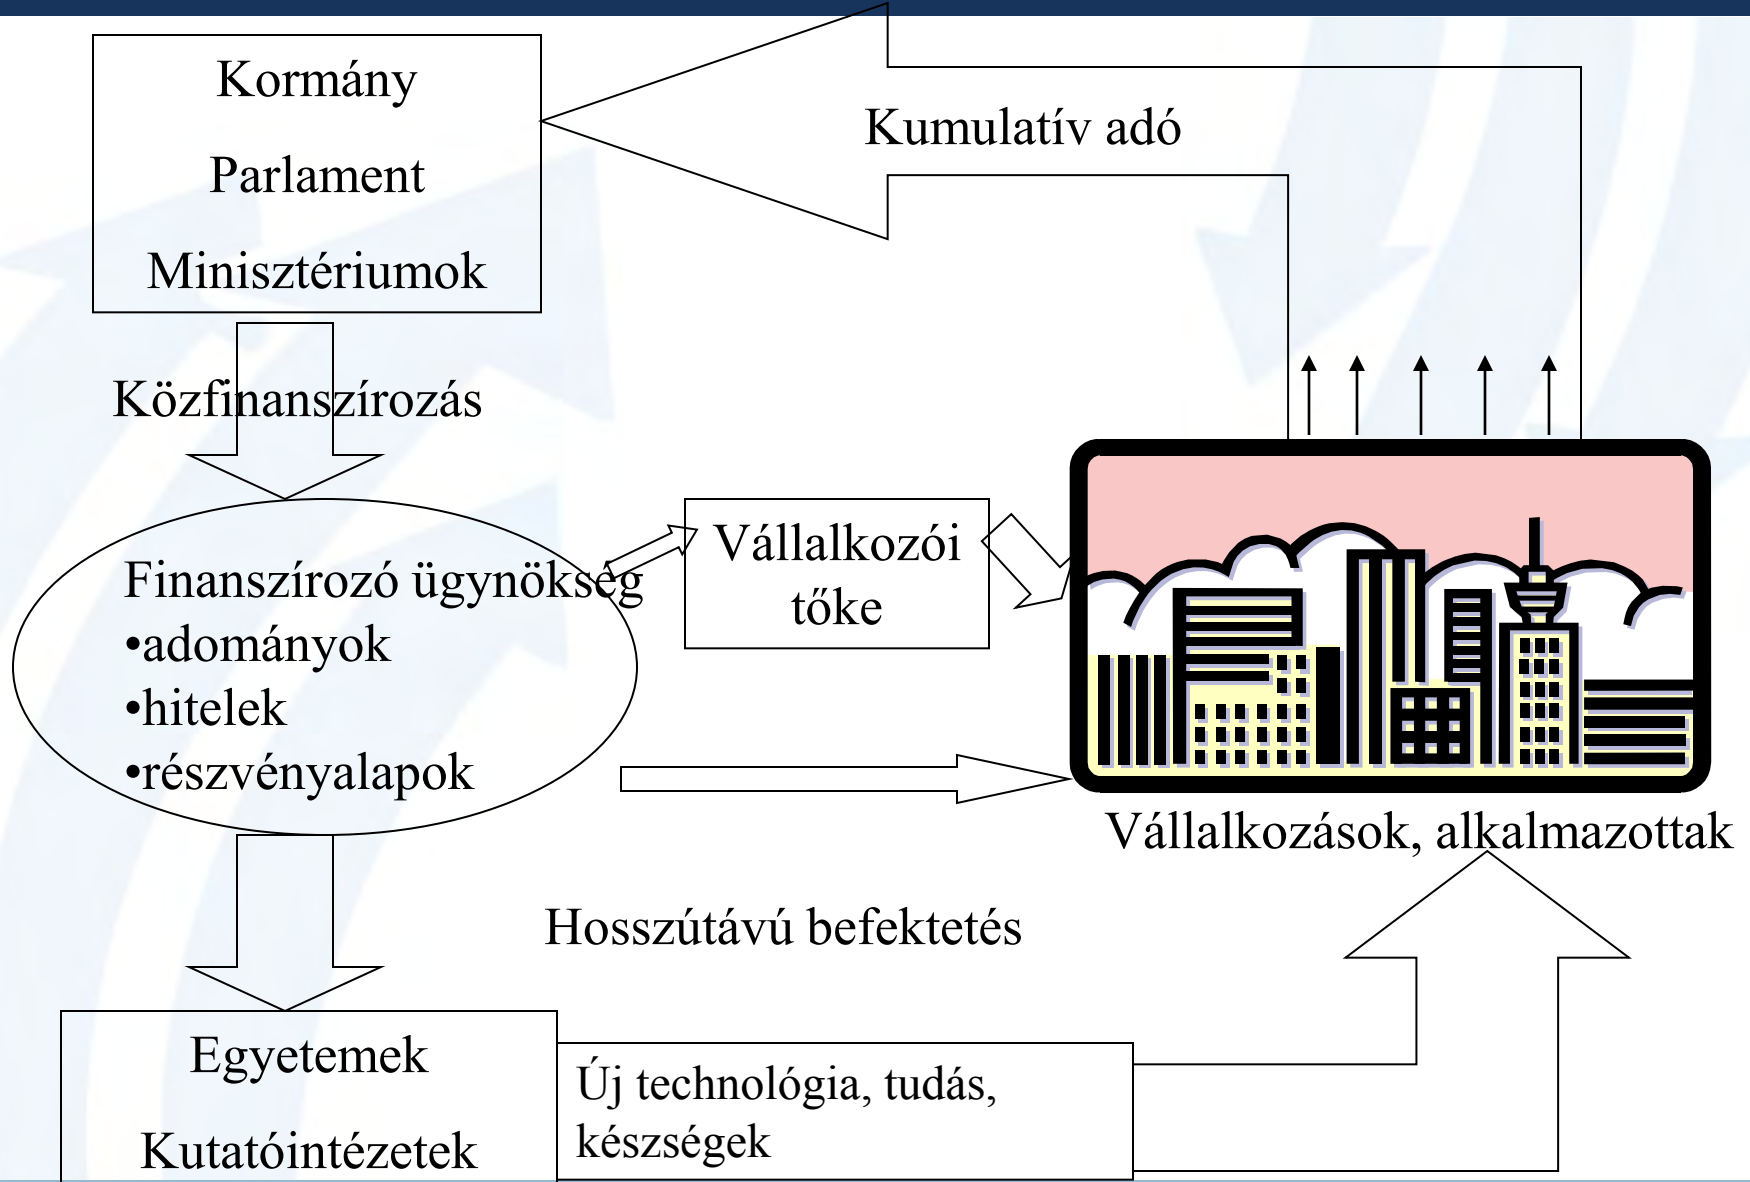 Kormány
Parlament
Minisztériumok
Kumulatív adó
Közfinanszírozás
Finanszírozó ügynökség
•adományok
•hitelek
•részvényalapok
Vállalkozói
tőke
Vállalkozások, alkalmazottak
Hosszútávú befektetés
Egyetemek
Kutatóintézetek
Új technológia, tudás,
készségek